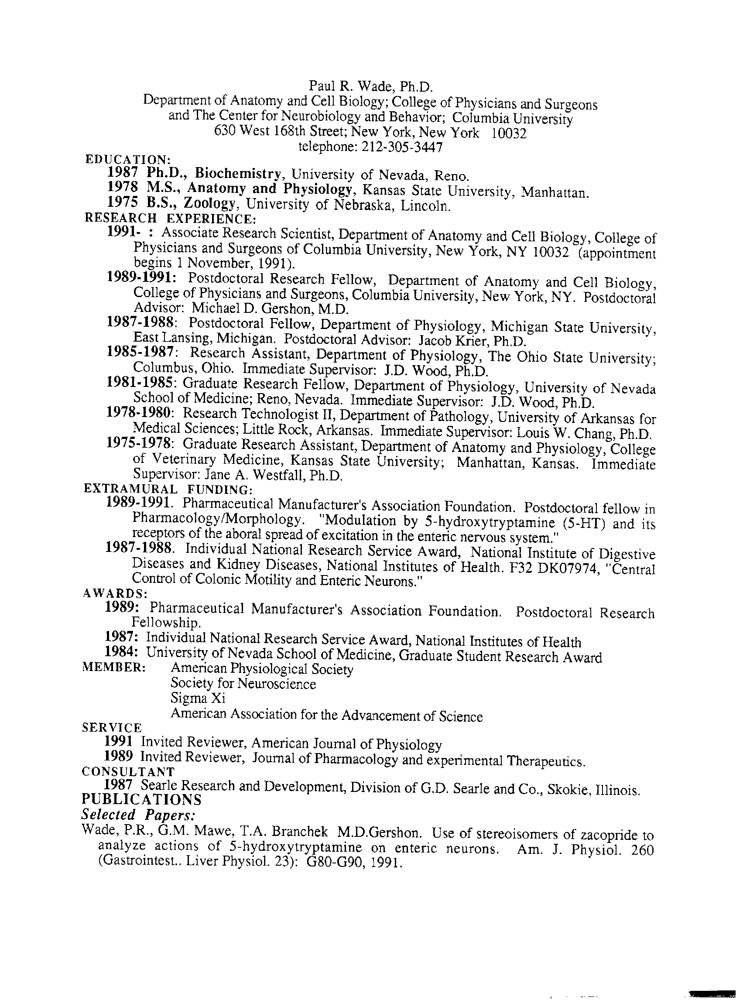 Paul R. Wade, Ph.D.
Department of Anatomy and Cell Biology; College of Physicians and Surgeons
and The Center for Neurobiology and Behavior; Columbia University
630 West 168th Street; New York, New York 10032
telephone: 212-305-3447
EDUCATION:
1987 Ph.D., Biochemistry, University of Nevada, Reno.
1978 M.S., Anatomy and Physiology, Kansas State University, Manhattan.
1975 B.S., Zoology, University of Nebraska, Lincoln.
RESEARCH EXPERIENCE:
1991- : Associate Research Scientist, Department of Anatomy and Cell Biology, College of
Physicians and Surgeons of Columbia University, New York, NY 10032 (appointment
begins 1 November, 1991).
1989-1991: Postdoctoral Research Fellow, Department of Anatomy and Cell Biology,
College of Physicians and Surgeons, Columbia University, New York, NY. Postdoctoral
Advisor: Michael D. Gershon, M.D.
1987-1988: Postdoctoral Fellow, Department of Physiology, Michigan State University,
East Lansing, Michigan. Postdoctoral Advisor: Jacob Krier, Ph.D.
1985-1987: Research Assistant, Department of Physiology, The Ohio State University;
Columbus, Ohio. Immediate Supervisor: J.D. Wood, Ph.D.
1981-1985: Graduate Research Fellow, Department of Physiology, University of Nevada
School of Medicine; Reno, Nevada. Immediate Supervisor: J.D. Wood, Ph.D.
1978-1980: Research Technologist II, Department of Pathology, University of Arkansas for
Medical Sciences; Little Rock, Arkansas. Immediate Supervisor: Louis W. Chang, Ph.D.
1975-1978: Graduate Research Assistant, Department of Anatomy and Physiology, College
of Veterinary Medicine, Kansas State University; Manhattan, Kansas. Immediate
Supervisor: Jane A. Westfall, Ph.D.
EXTRAMURAL FUNDING:
1989-1991. Pharmaceutical Manufacturer's Association Foundation. Postdoctoral fellow in
Pharmacology/Morphology. "Modulation by 5-hydroxytryptamine (5-HT) and its
receptors of the aboral spread of excitation in the enteric nervous system."
1987-1988. Individual National Research Service Award, National Institute of Digestive
Diseases and Kidney Diseases, National Institutes of Health. F32 DK07974, "Central
Control of Colonic Motility and Enteric Neurons."
AWARDS:
1989: Pharmaceutical Manufacturer's Association Foundation. Postdoctoral Research
Fellowship.
1987: Individual National Research Service Award, National Institutes of Health
1984: University of Nevada School of Medicine, Graduate Student Research Award
MEMBER: American Physiological Society
Society for Neuroscience
Sigma Xi
American Association for the Advancement of Science
SERVICE
1991 Invited Reviewer, American Journal of Physiology
1989 Invited Reviewer, Journal of Pharmacology and experimental Therapeutics.
CONSULTANT
1987 Searle Research and Development, Division of G.D. Searle and Co., Skokie, Illinois.
PUBLICATIONS
Selected Papers:
Wade, P.R., G.M. Mawe, T.A. Branchek M.D.Gershon. Use of stereoisomers of zacopride to
analyze actions of 5-hydroxytryptamine on enteric neurons. Am. J. Physiol. 260
(Gastrointest.. Liver Physiol. 23): G80-G90, 1991.